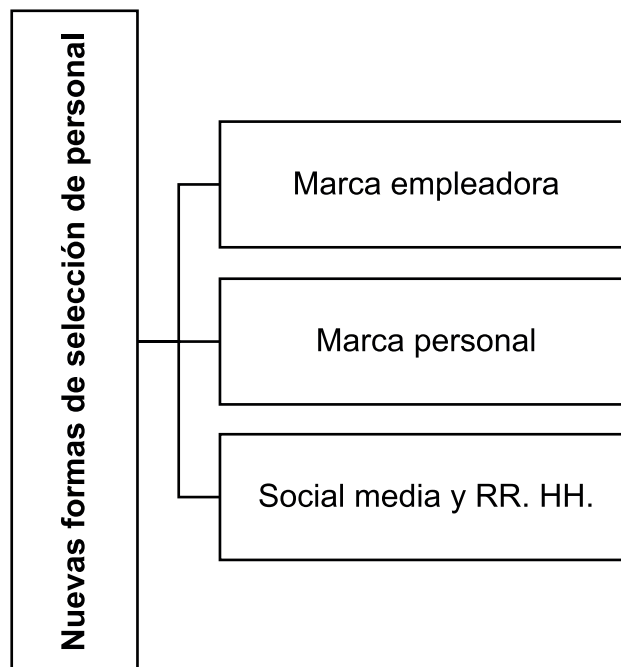 Nuevas formas de selección de personal
Marca empleadora
Marca personal
Social media y RR. HH.